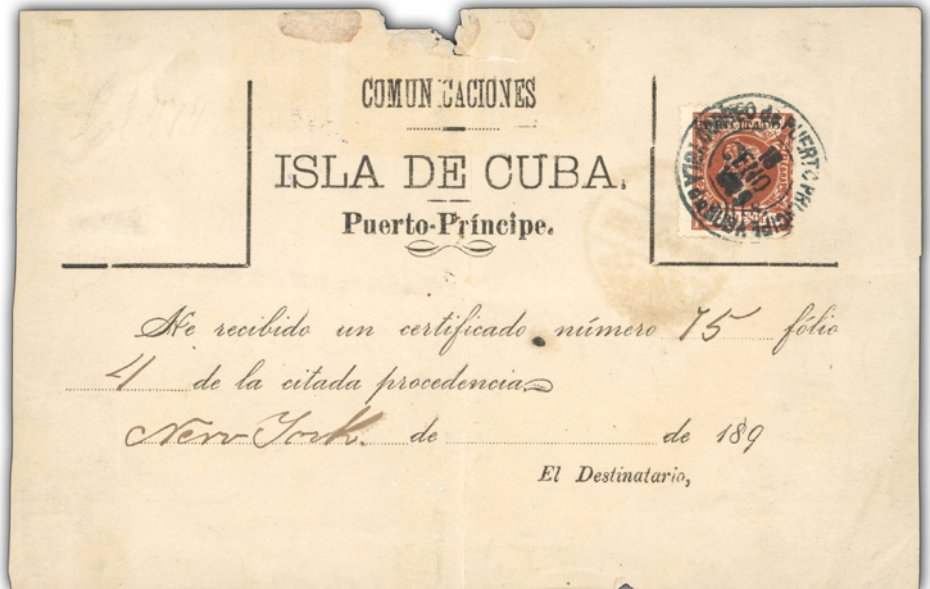 COMUNICACIONES
ISLA DE CUBA.
Puerto-Príncipe.
He recibido un certificado número 75 fólio
4 de la citada procedencia
New York. de de 189
El Destinatario,